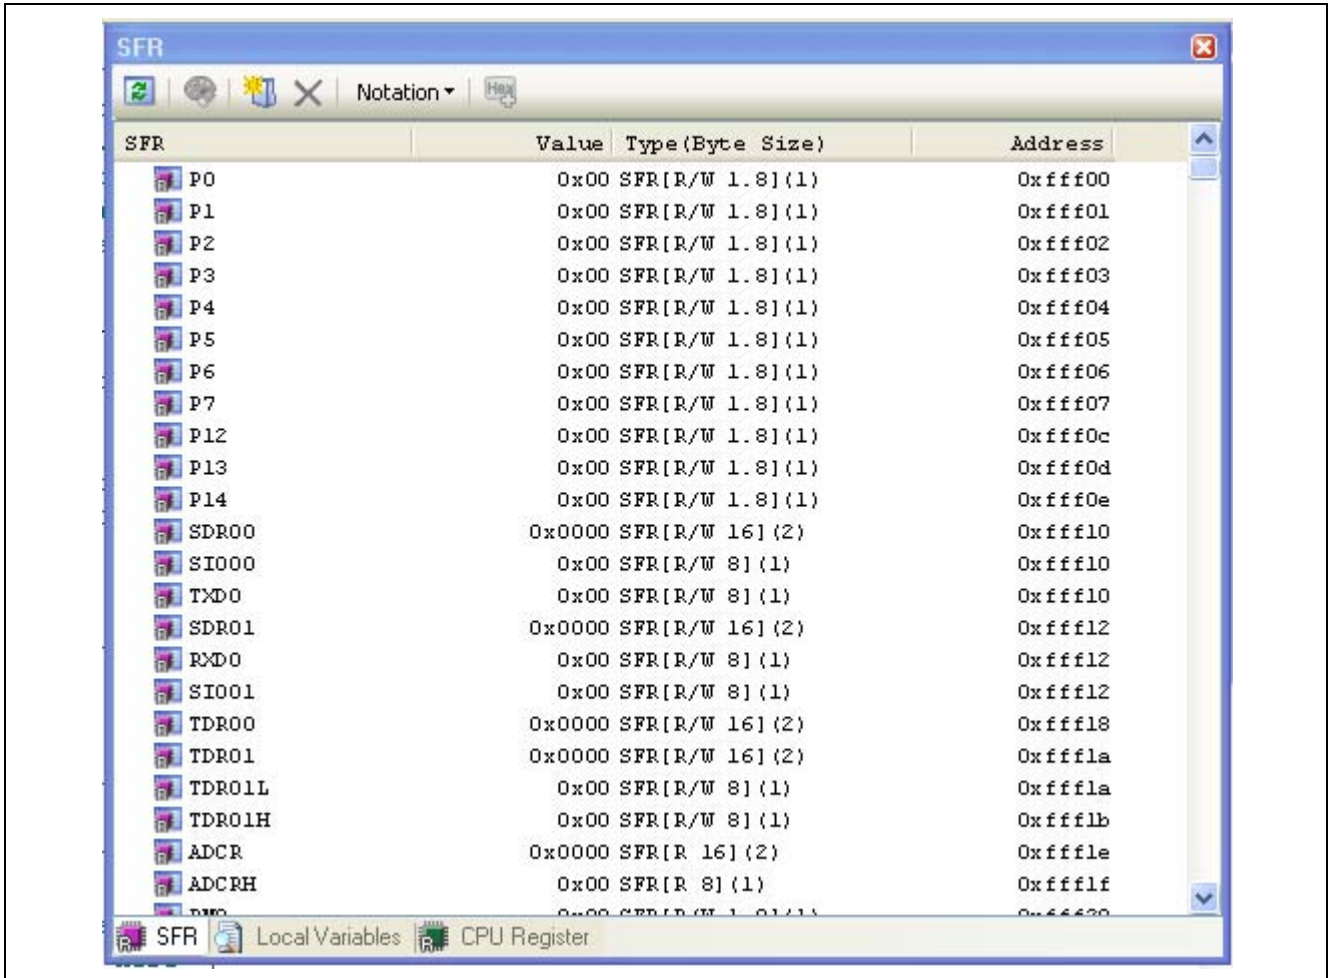 SFR
Notation
Hex
SFR Value Type(Byte Size) Address
P0 0x00 SFR[R/W 1.8](1) 0xfff00
P1 0x00 SFR[R/W 1.8](1) 0xfff01
P2 0x00 SFR[R/W 1.8](1) 0xfff02
P3 0x00 SFR[R/W 1.8](1) 0xfff03
P4 0x00 SFR[R/W 1.8](1) 0xfff04
P5 0x00 SFR[R/W 1.8](1) 0xfff05
P6 0x00 SFR[R/W 1.8](1) 0xfff06
P7 0x00 SFR[R/W 1.8](1) 0xfff07
P12 0x00 SFR[R/W 1.8](1) 0xfff0c
P13 0x00 SFR[R/W 1.8](1) 0xfff0d
P14 0x00 SFR[R/W 1.8](1) 0xfff0e
SDR00 0x0000 SFR[R/W 16](2) 0xfff10
SIO00 0x00 SFR[R/W 8](1) 0xfff10
TXD0 0x00 SFR[R/W 8](1) 0xfff10
SDR01 0x0000 SFR[R/W 16](2) 0xfff12
RXD0 0x00 SFR[R/W 8](1) 0xfff12
SIO01 0x00 SFR[R/W 8](1) 0xfff12
TDR00 0x0000 SFR[R/W 16](2) 0xfff18
TDR01 0x0000 SFR[R/W 16](2) 0xfff1a
TDR01L 0x00 SFR[R/W 8](1) 0xfff1a
TDR01H 0x00 SFR[R/W 8](1) 0xfff1b
ADCR 0x0000 SFR[R 16](2) 0xfff1e
ADCRH 0x00 SFR[R 8](1) 0xfff1f
SFR Local Variables CPU Register